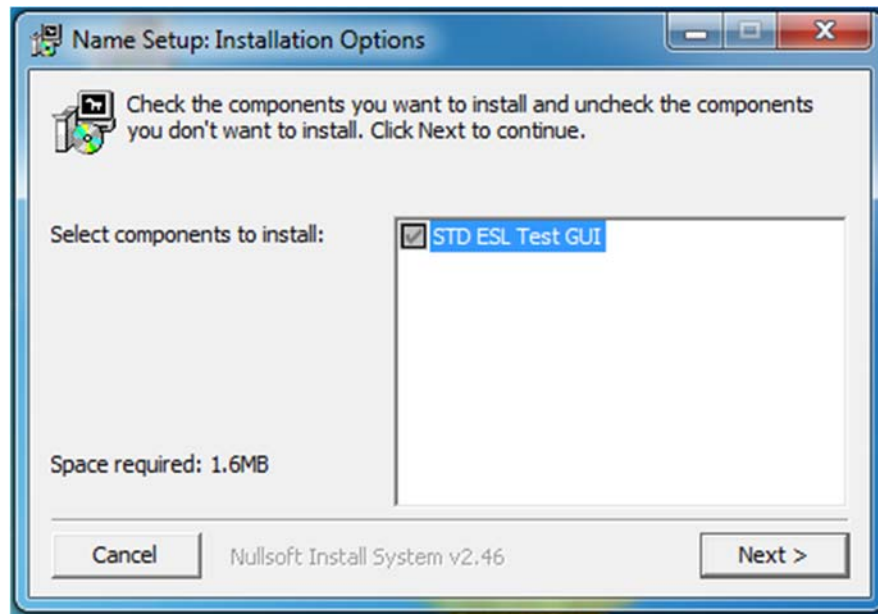 Name Setup: Installation Options
Check the components you want to install and uncheck the components
you don't want to install. Click Next to continue.
Select components to install:
STD ESL Test GUI
Space required: 1.6MB
Cancel
Nullsoft Install System v2.46
Next >